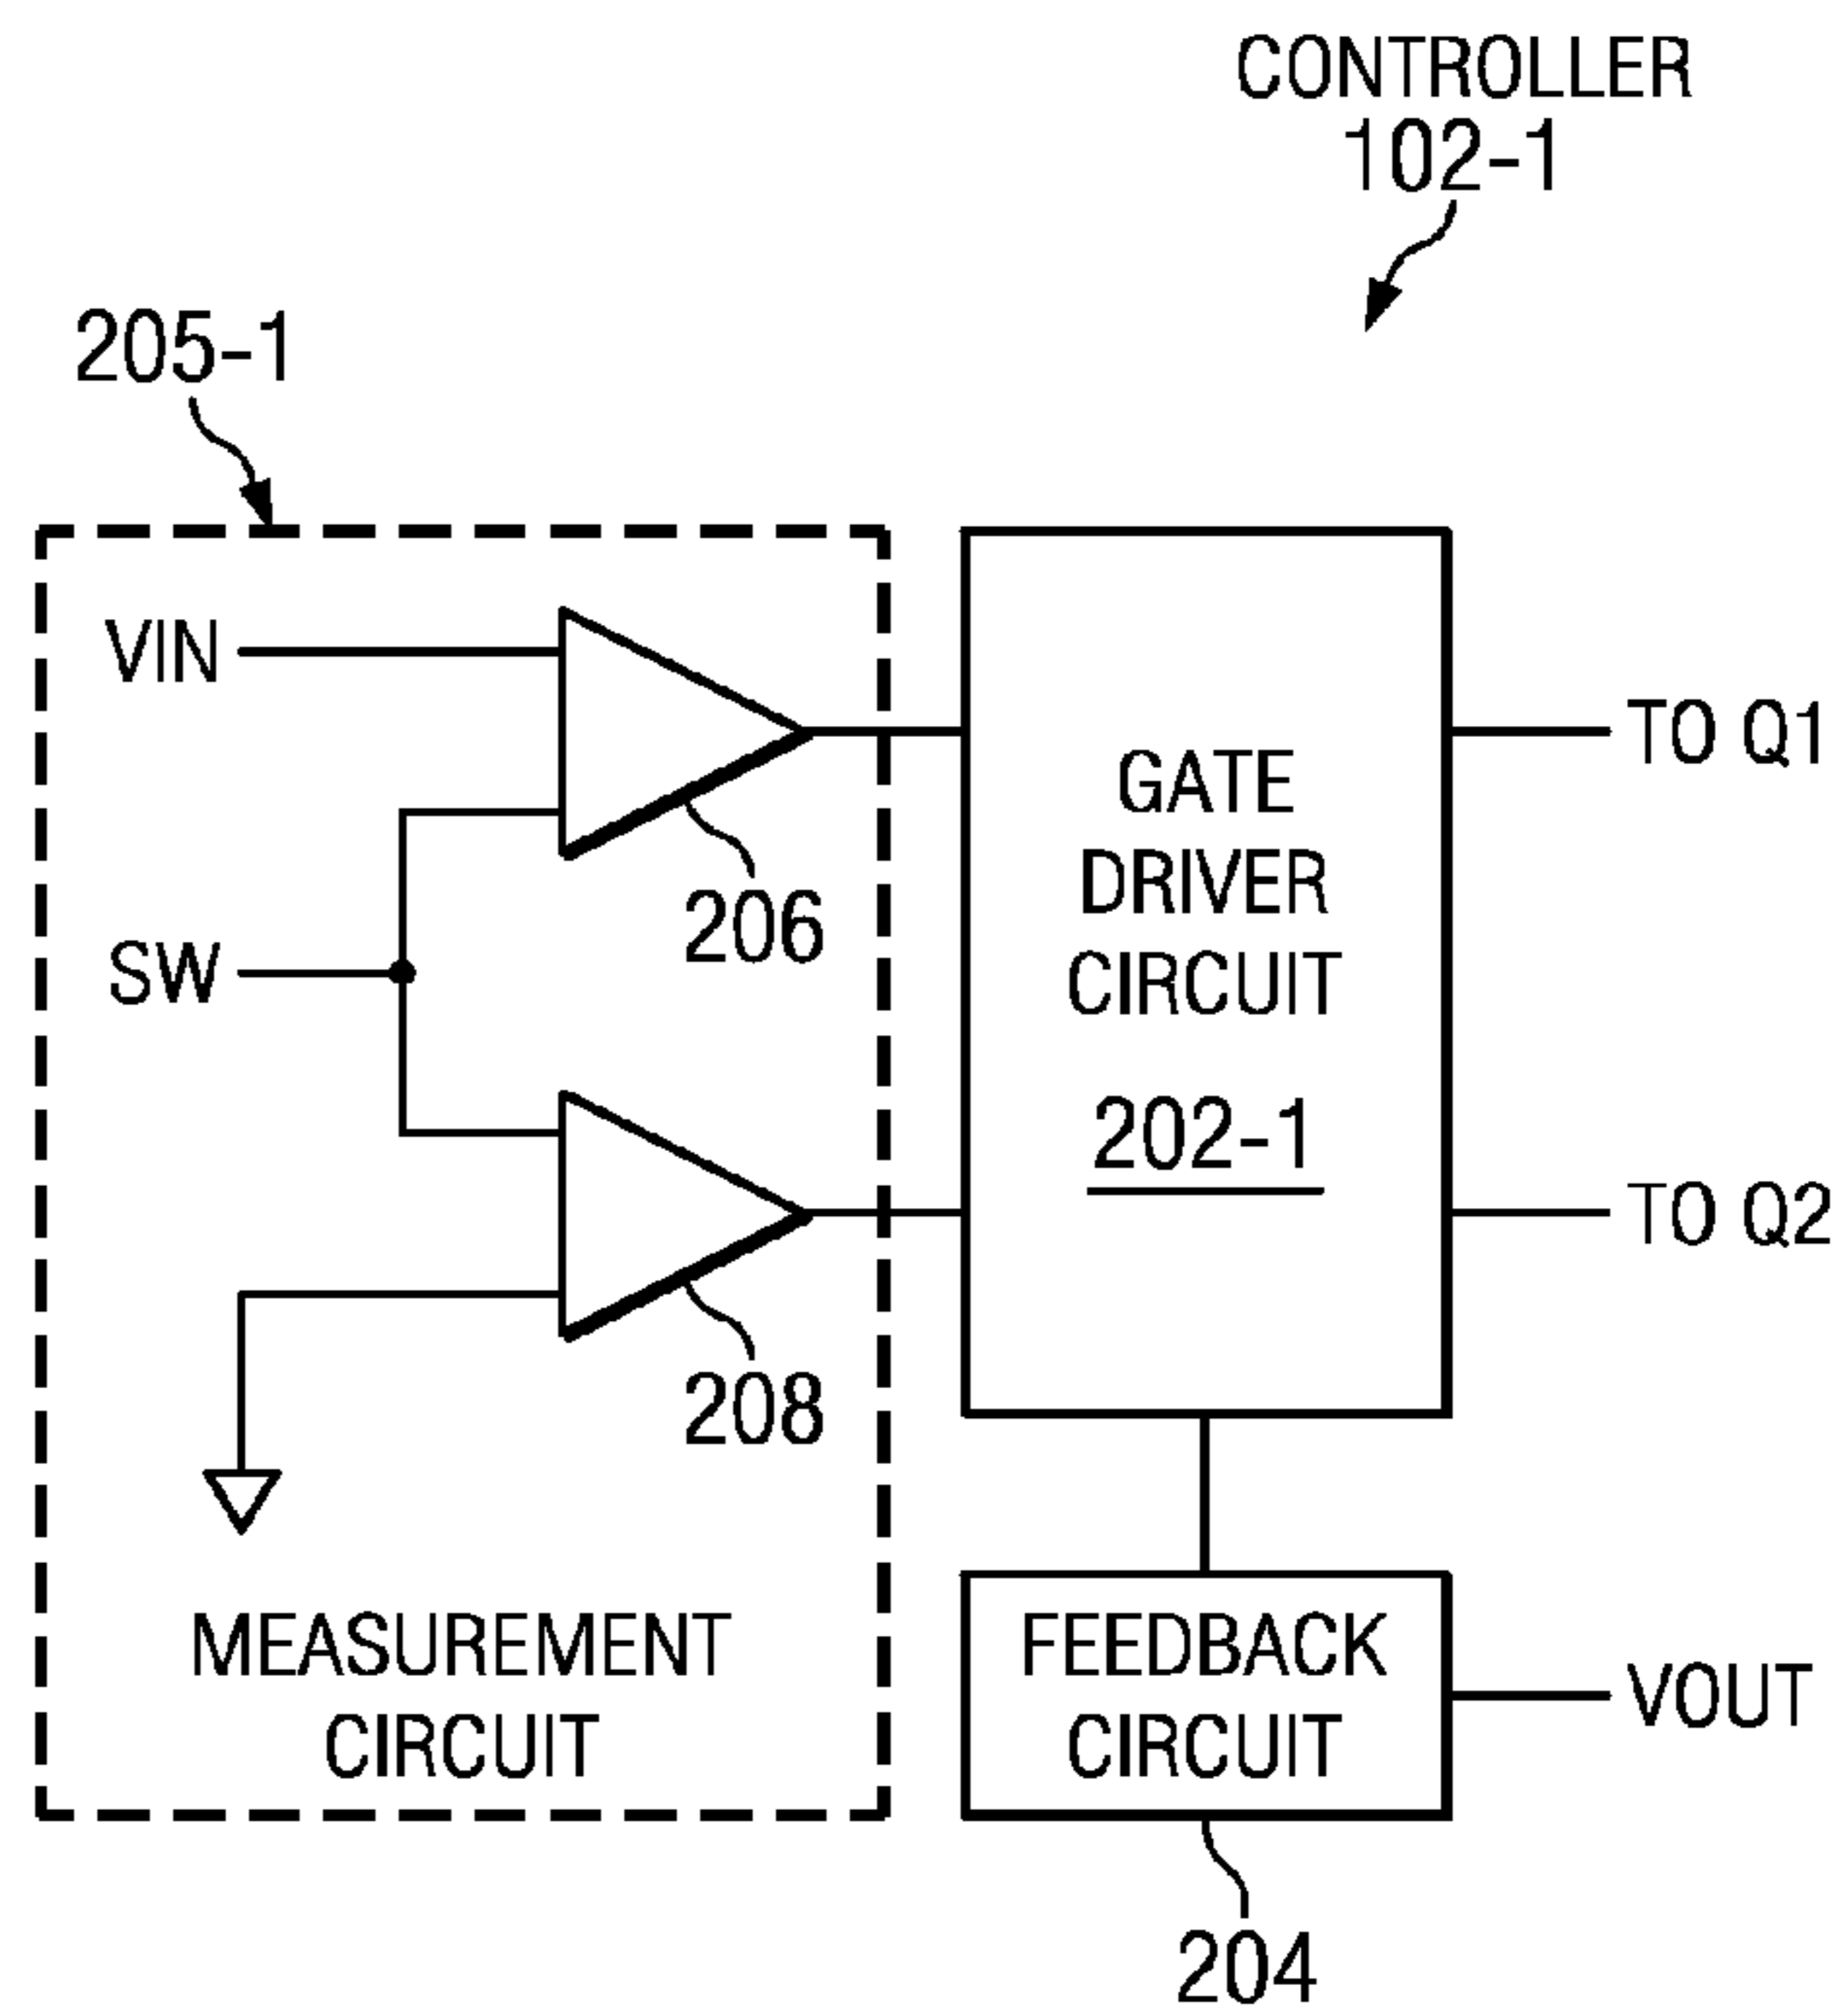 CONTROLLER
102-1
205-1
VIN
SW
206
208
MEASUREMENT
CIRCUIT
GATE
DRIVER
CIRCUIT
202-1
TO Q1
TO Q2
FEEDBACK
CIRCUIT
VOUT
204